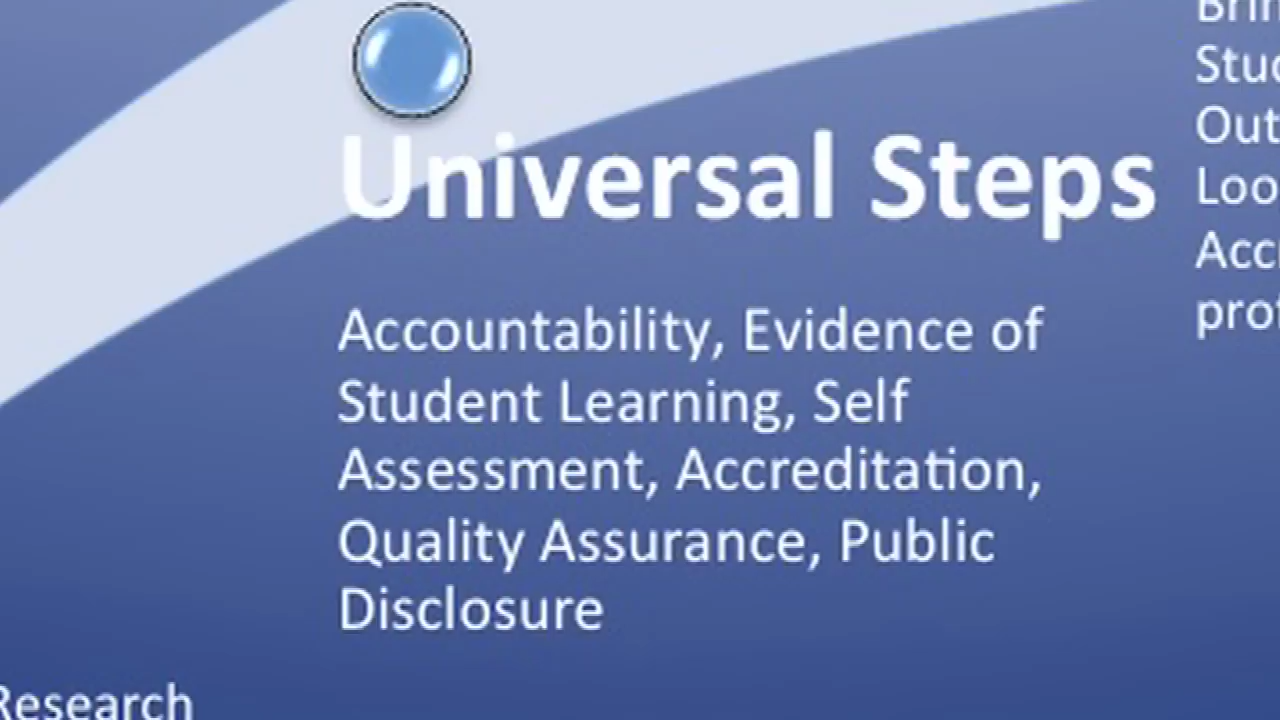 Universal Steps
Accountability, Evidence of
Student Learning, Self
Assessment, Accreditation,
Quality Assurance, Public
Disclosure
Research